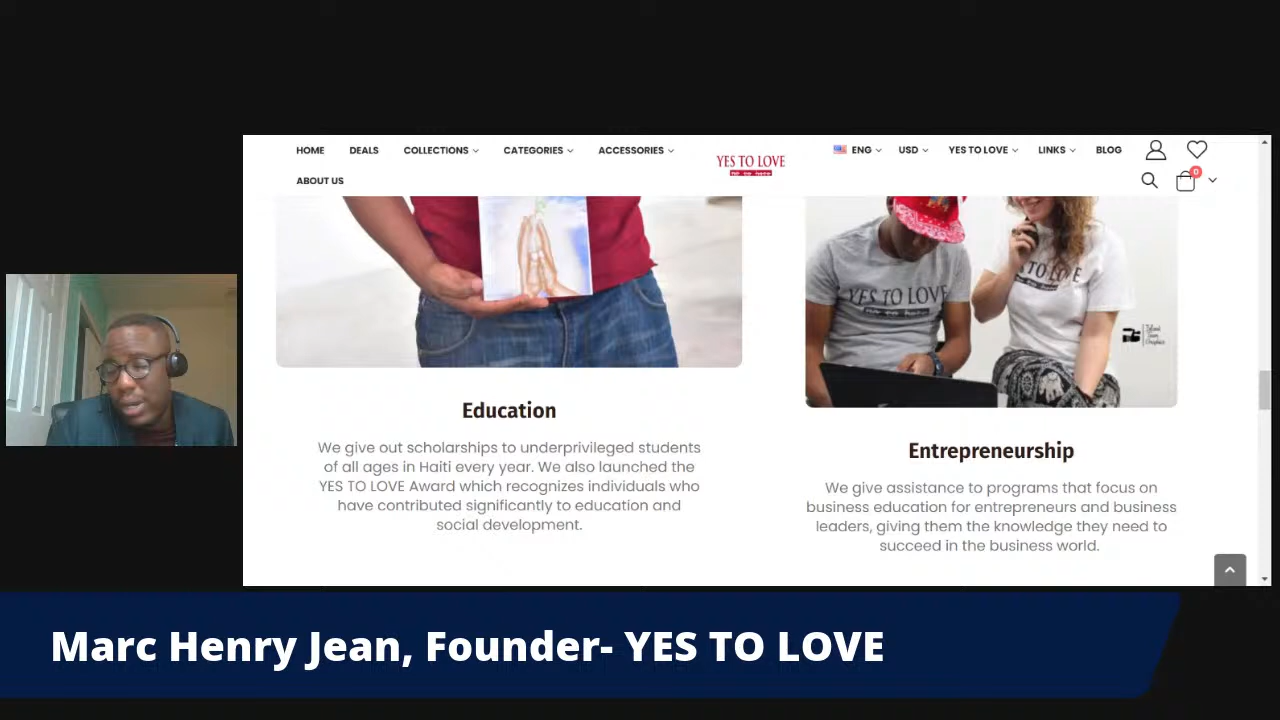 HOME DEALS COLLECTIONS CATEGORIES ACCESSORIES
ABOUT US
YES TO LOVE
ENG USD YES TO LOVE LINKS BLOG
0
YES TO LOVE
TO LOVE
Education
We give out scholarships to underprivileged students
of all ages in Haiti every year. We also launched the
YES TO LOVE Award which recognizes individuals who
have contributed significantly to education and
social development.
Entrepreneurship
We give assistance to programs that focus on
business education for entrepreneurs and business
leaders, giving them the knowledge they need to
succeed in the business world.
Marc Henry Jean, Founder- YES TO LOVE